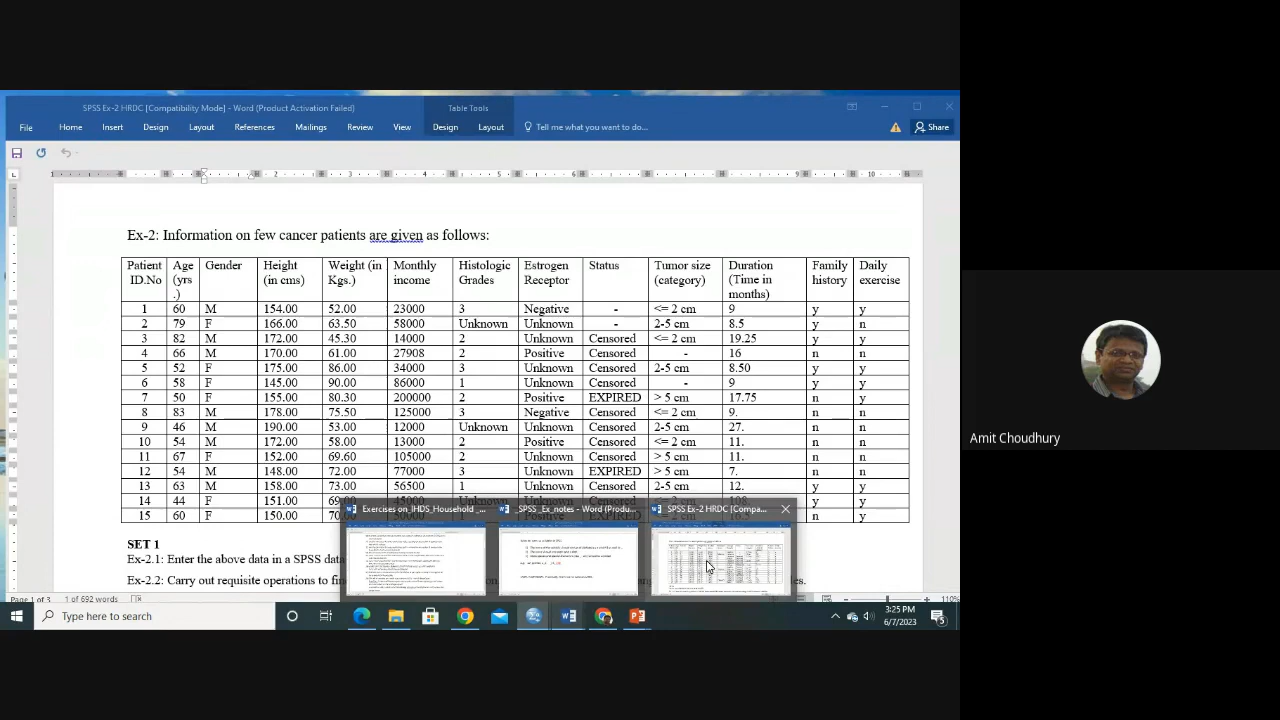 SPSS Ex-2 HRDC [Compatibility Mode] - Word (Product Activation Failed)
Table Tools
File Home Insert Design Layout References Mailings Review View Design Layout Tell me what you want to do... Share
Ex-2: Information on few cancer patients are given as follows:
Patient ID.No Age (yrs .) Gender Height (in cms) Weight (in Kgs.) Monthly income Histologic Grades Estrogen Receptor Status Tumor size (category) Duration (Time in months) Family history Daily exercise
1 60 M 154.00 52.00 23000 3 Negative - <= 2 cm 9 y y
2 79 F 166.00 63.50 58000 Unknown Unknown - 2-5 cm 8.5 y n
3 82 M 172.00 45.30 14000 2 Unknown Censored <= 2 cm 19.25 y y
4 66 M 170.00 61.00 27908 2 Positive Censored - 16 n n
5 52 F 175.00 86.00 34000 3 Unknown Censored 2-5 cm 8.50 y n
6 58 F 145.00 90.00 86000 1 Unknown Censored - 9 y y
7 50 F 155.00 80.30 200000 2 Positive EXPIRED > 5 cm 17.75 n y
8 83 M 178.00 75.50 125000 3 Negative Censored <= 2 cm 9. n n
9 46 M 190.00 53.00 12000 Unknown Unknown Censored 2-5 cm 27. n n
10 54 M 172.00 58.00 13000 2 Positive Censored <= 2 cm 11. n n
11 67 F 152.00 69.60 105000 2 Unknown Censored > 5 cm 11. n n
12 54 M 148.00 72.00 77000 3 Unknown EXPIRED > 5 cm 7. n n
13 63 M 158.00 73.00 56500 1 Unknown Censored 2-5 cm 12. y y
14 44 F 151.00
15 60 F 150.00
Exercises on_IHDS_Household _...
_SPSS _Ex_notes - Word (Produ...
SPSS Ex-2 HRDC [Compa...
SET 1
Ex-2.1: Enter the above data in a SPSS data
Ex-2.2: Carry out requisite operations to fin
Page 1 of 3 1 of 692 words
110%
Type here to search
3:25 PM
6/7/2023
5
Amit Choudhury